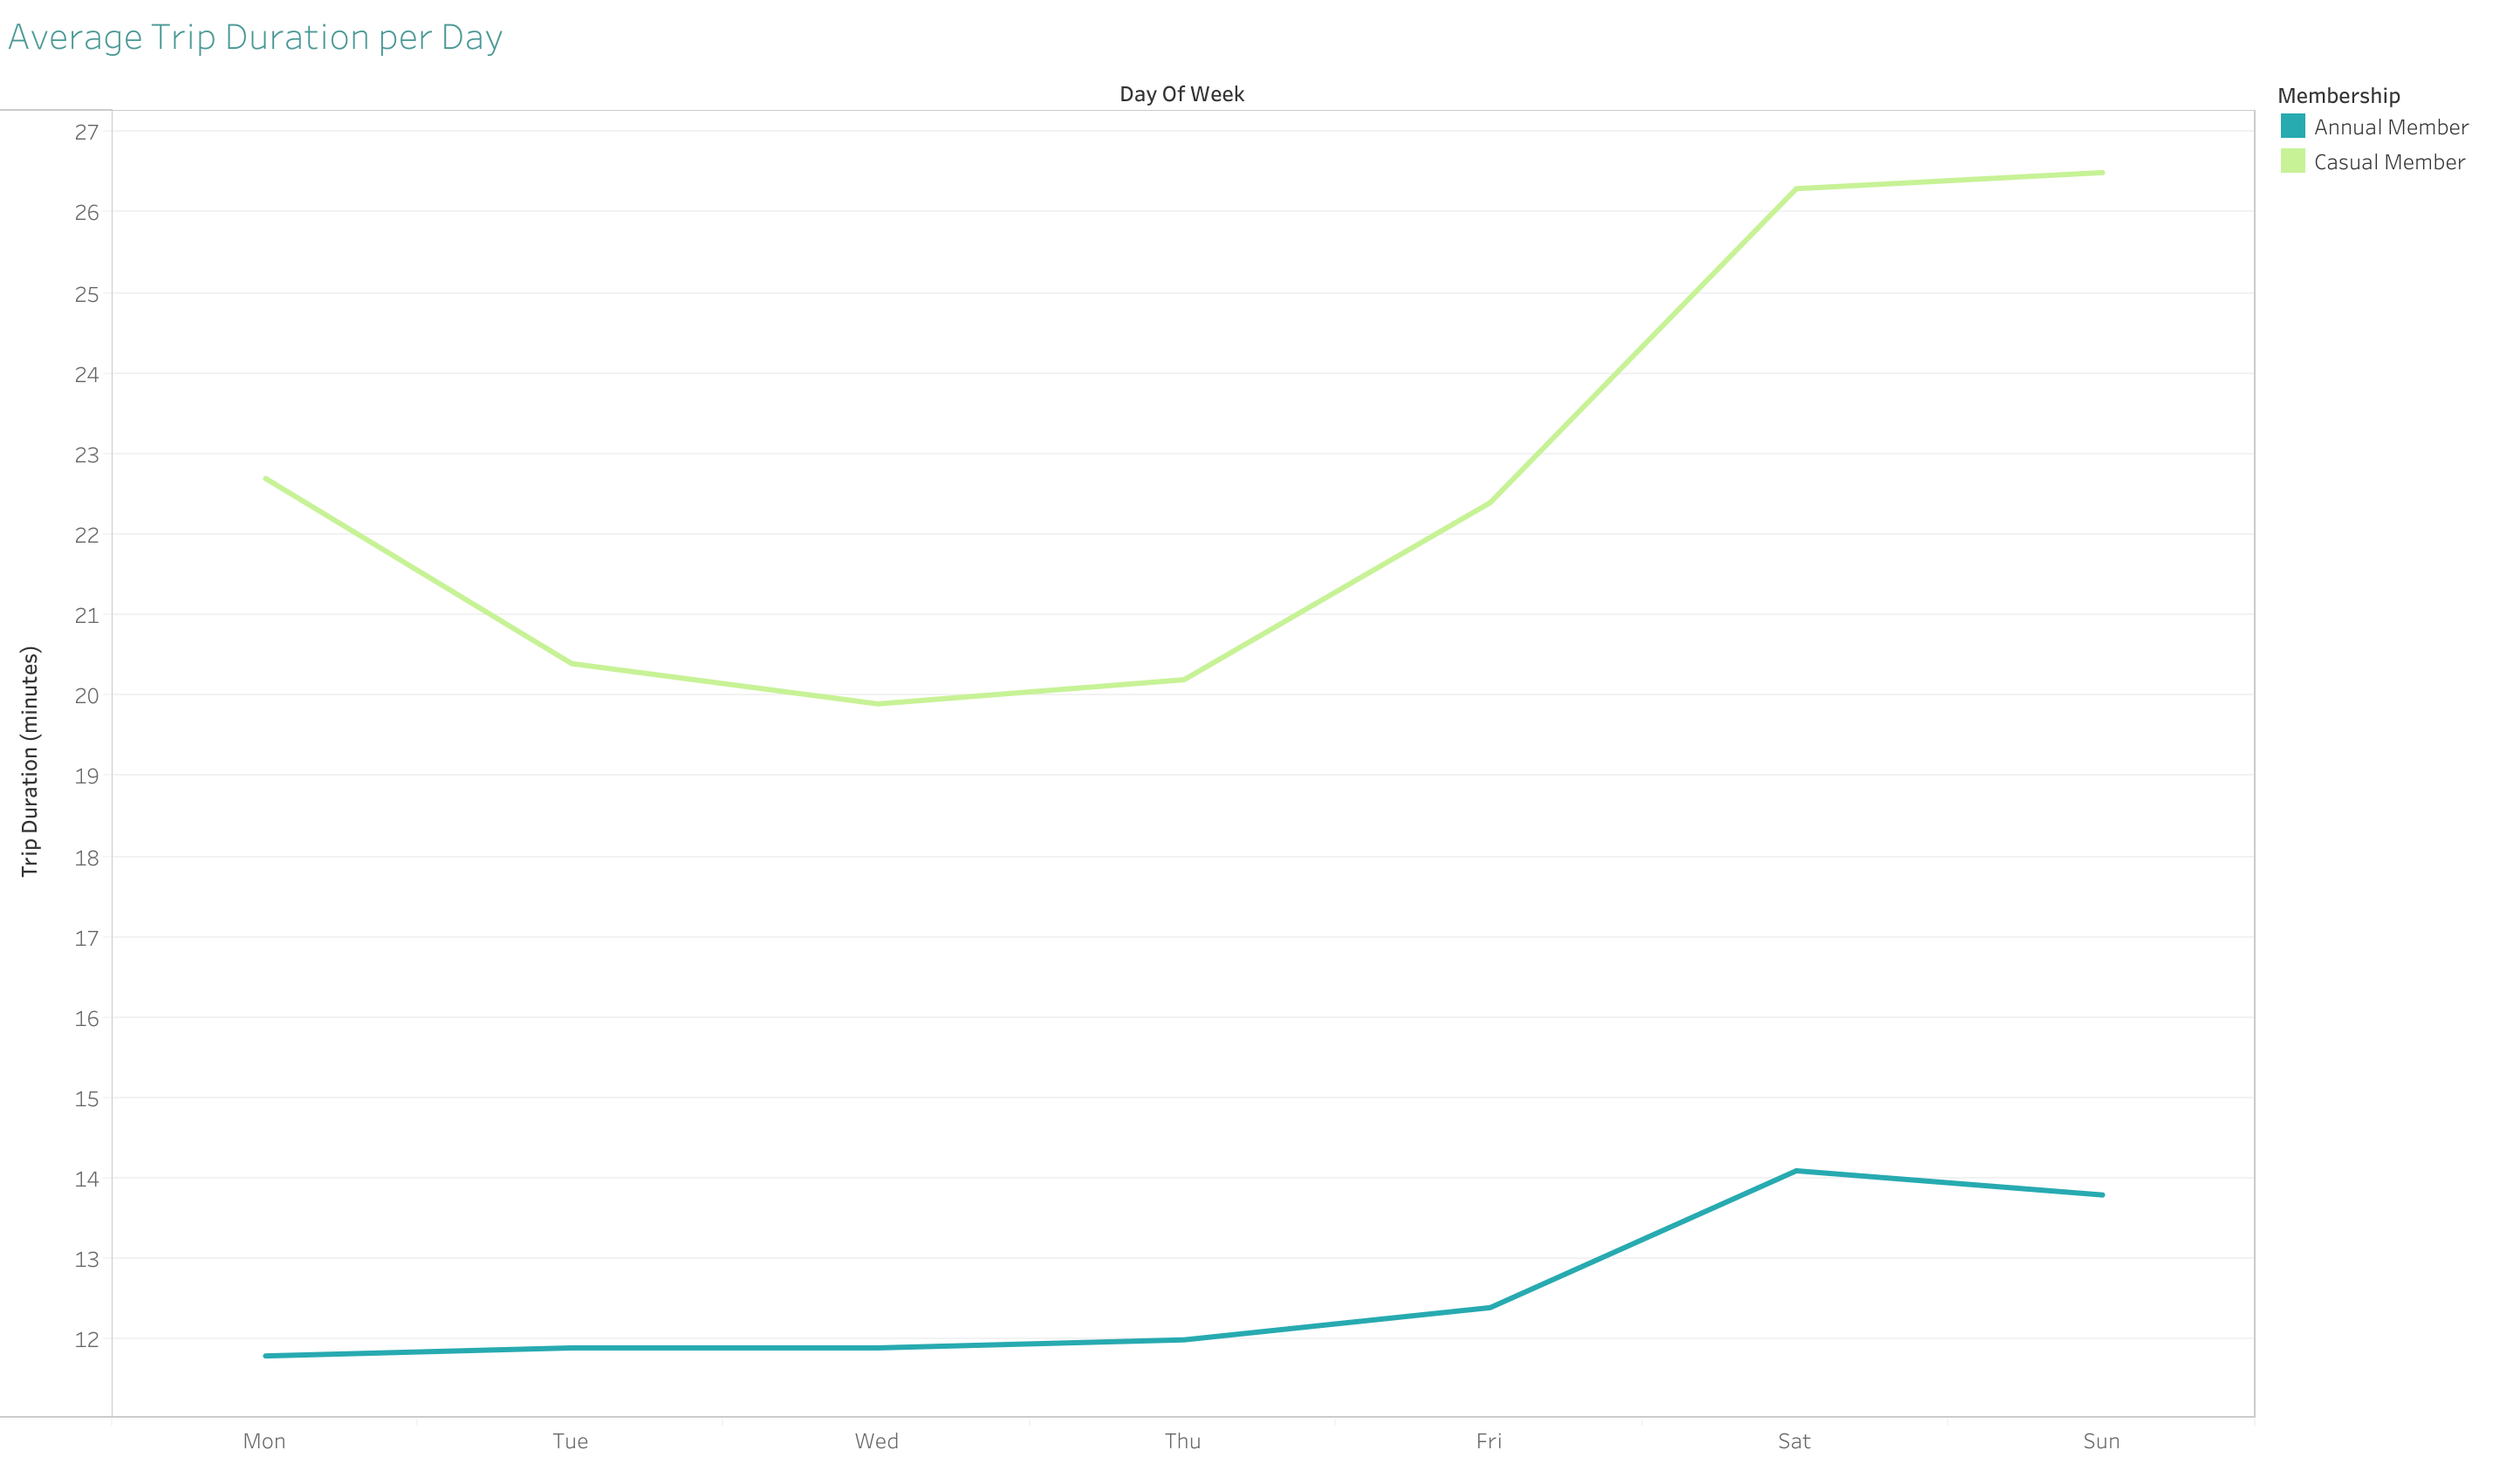 Average Trip Duration per Day
Day Of Week
Membership
Annual Member
Casual Member
Trip Duration (minutes)
27
26
25
24
23
22
21
20
19
18
17
16
15
14
13
12
Mon Tue Wed Thu Fri Sat Sun